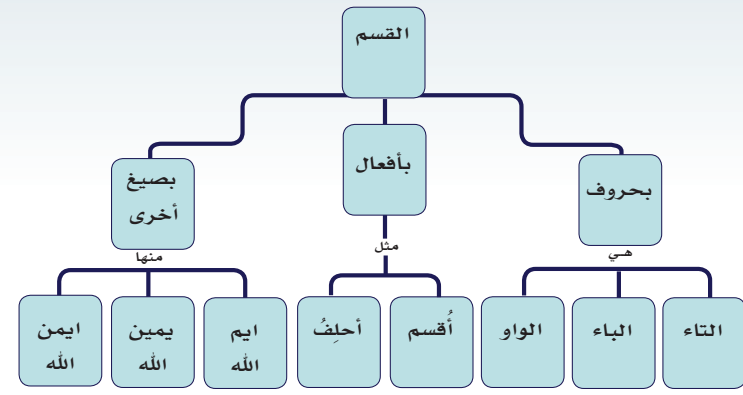 القسم
بحروف
بأفعال
بصيغ
أخرى
هي
مثل
منها
التاء
الباء
الواو
أُقسم
أحلِفُ
ايم
الله
يمين
الله
ايمن
الله